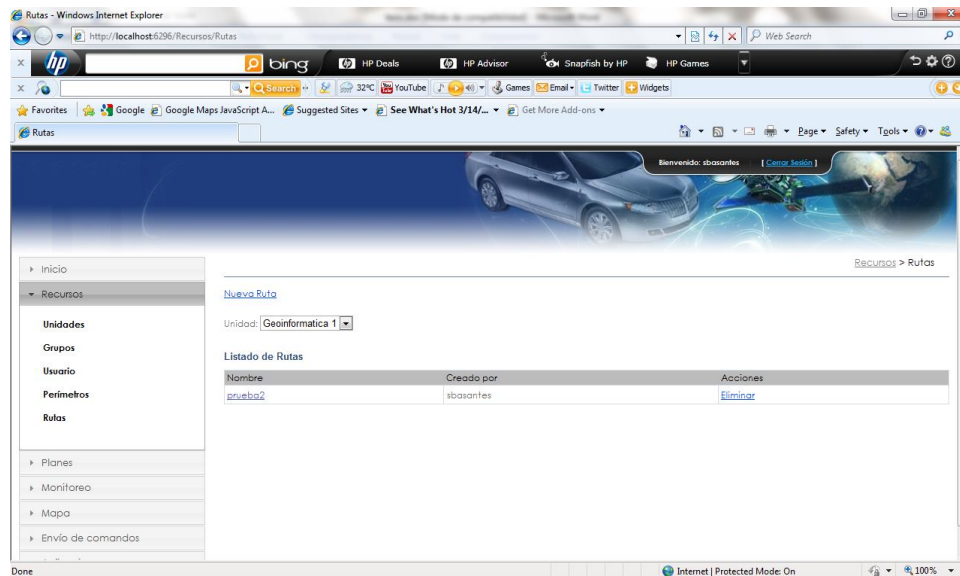 Rutas - Windows Internet Explorer
http://localhost:6296/Recursos/Rutas
Web Search
hp bing HP Deals HP Advisor Snapfish by HP HP Games
Search 32°C YouTube Games Email Twitter Widgets
Favorites Google Google Maps JavaScript A... Suggested Sites See What's Hot 3/14/... Get More Add-ons
Rutas Page Safety Tools
Bienvenido: sbasantes [ Cerrar Sesión ]
Recursos > Rutas
Inicio
Recursos
Unidades
Grupos
Usuario
Perímetros
Rutas
Planes
Monitoreo
Mapa
Envío de comandos
Nueva Ruta
Unidad: Geoinformatica 1
Listado de Rutas
Nombre Creado por Acciones
prueba2 sbasantes Eliminar
Done Internet | Protected Mode: On 100%